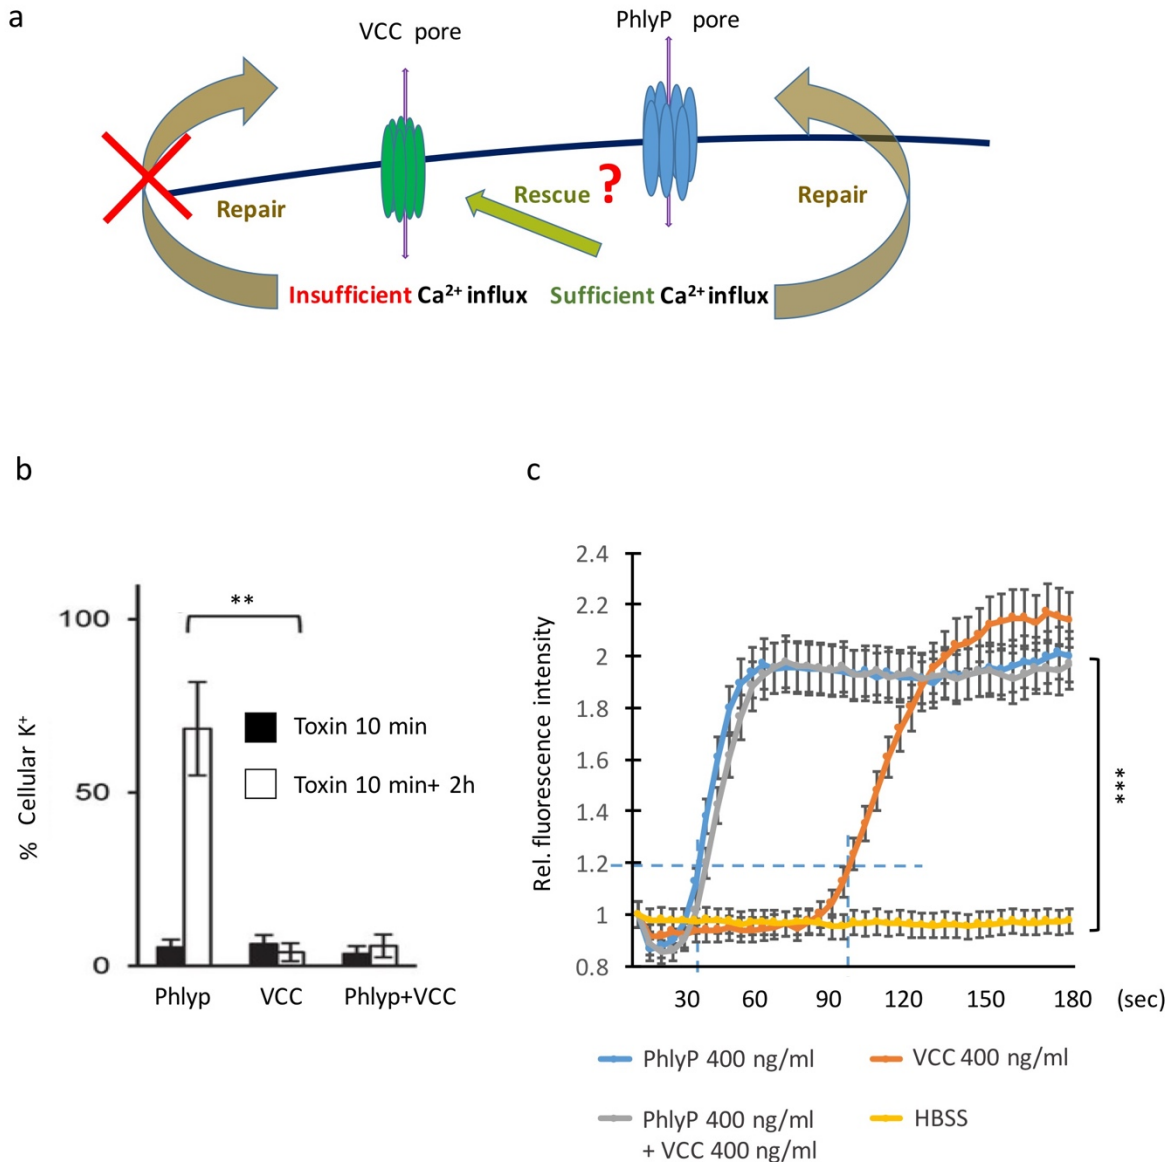 a
VCC pore
PhlyP pore
Rescue ?
Repair
Repair
Insufficient Ca²⁺ influx
Sufficient Ca²⁺ influx
b
% Cellular K⁺
100
50
0
**
Toxin 10 min
Toxin 10 min+ 2h
Phlyp
VCC
Phlyp+VCC
c
Rel. fluorescence intensity
2.4
2.2
2
1.8
1.6
1.4
1.2
1
0.8
***
30 60 90 120 150 180 (sec)
PhlyP 400 ng/ml
VCC 400 ng/ml
PhlyP 400 ng/ml
+ VCC 400 ng/ml
HBSS